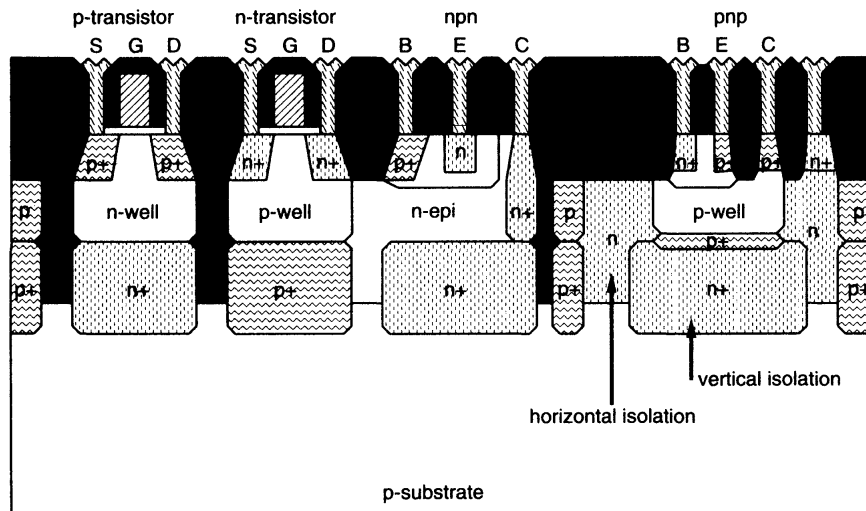 p-transistor n-transistor npn pnp
S G D S G D B E C B E C
p+ p+ n+ n+ p+ n n+ p+ p+ n+
p n-well p-well n-epi n+ p n p-well n p
p+
p+ n+ p+ n+ p+ n+ p+
vertical isolation
horizontal isolation
p-substrate